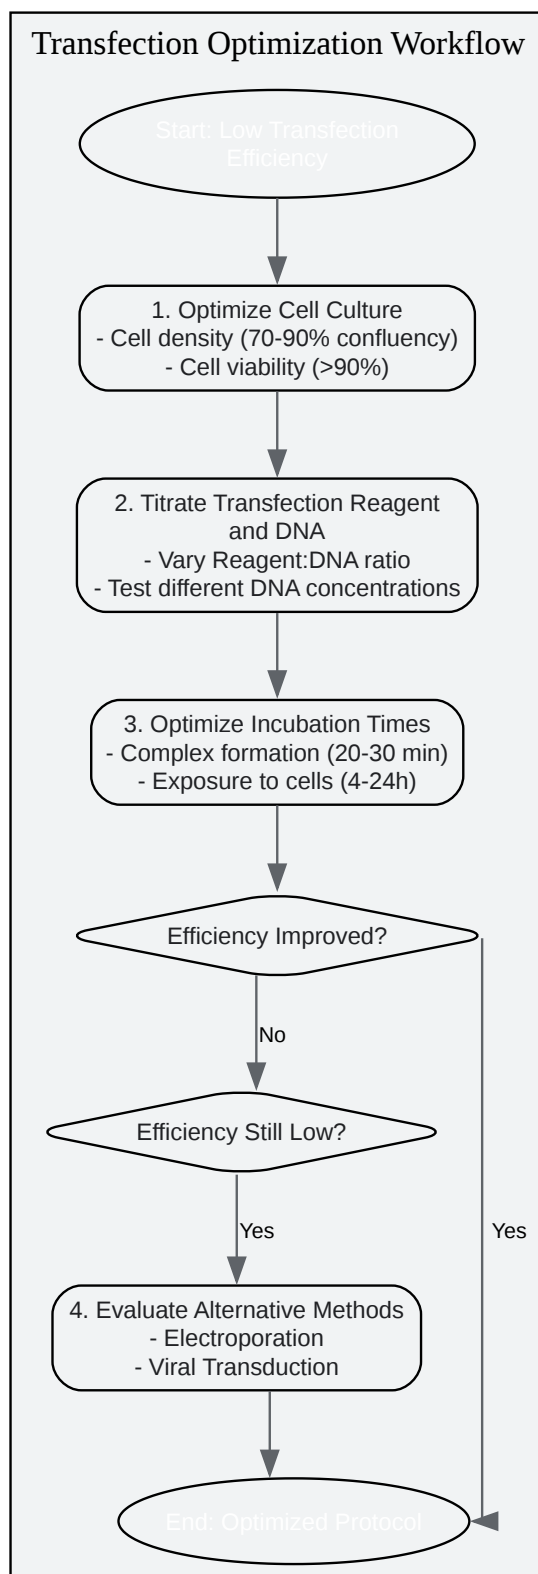 Transfection Optimization Workflow
Start: Low Transfection
Efficiency
1. Optimize Cell Culture
- Cell density (70-90% confluency)
- Cell viability (>90%)
2. Titrate Transfection Reagent
and DNA
- Vary Reagent:DNA ratio
- Test different DNA concentrations
3. Optimize Incubation Times
- Complex formation (20-30 min)
- Exposure to cells (4-24h)
Efficiency Improved?
No
Efficiency Still Low?
Yes
Yes
4. Evaluate Alternative Methods
- Electroporation
- Viral Transduction
End: Optimized Protocol